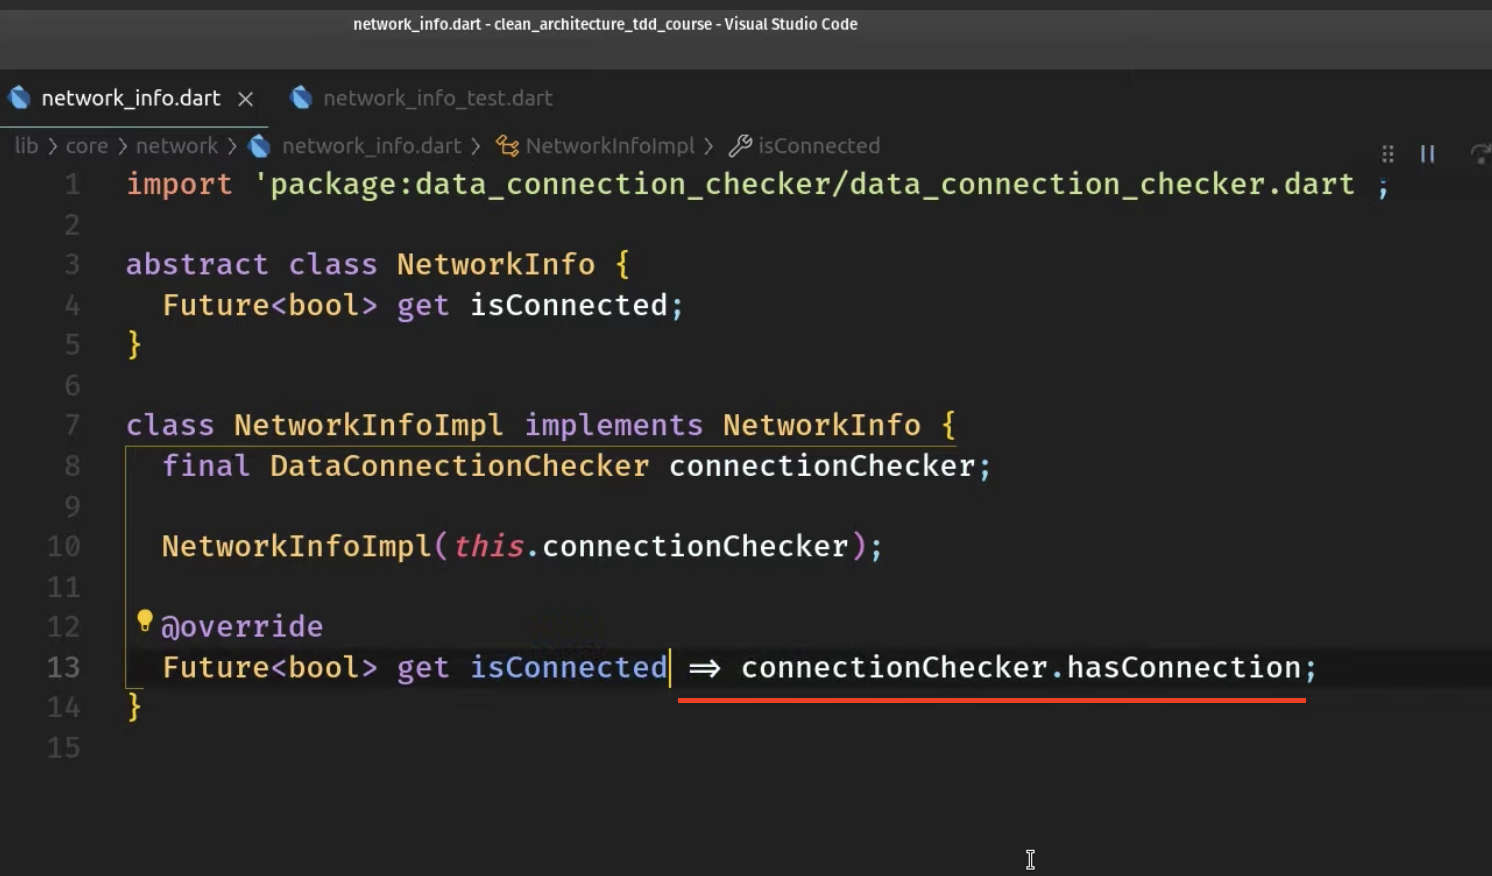 network_info.dart - clean_architecture_tdd_course - Visual Studio Code
network_info.dart network_info_test.dart
lib > core > network > network_info.dart > NetworkInfoImpl > isConnected
1 import 'package:data_connection_checker/data_connection_checker.dart ;
2
3 abstract class NetworkInfo {
4 Future<bool> get isConnected;
5 }
6
7 class NetworkInfoImpl implements NetworkInfo {
8 final DataConnectionChecker connectionChecker;
9
10 NetworkInfoImpl(this.connectionChecker);
11
12 @override
13 Future<bool> get isConnected => connectionChecker.hasConnection;
14 }
15